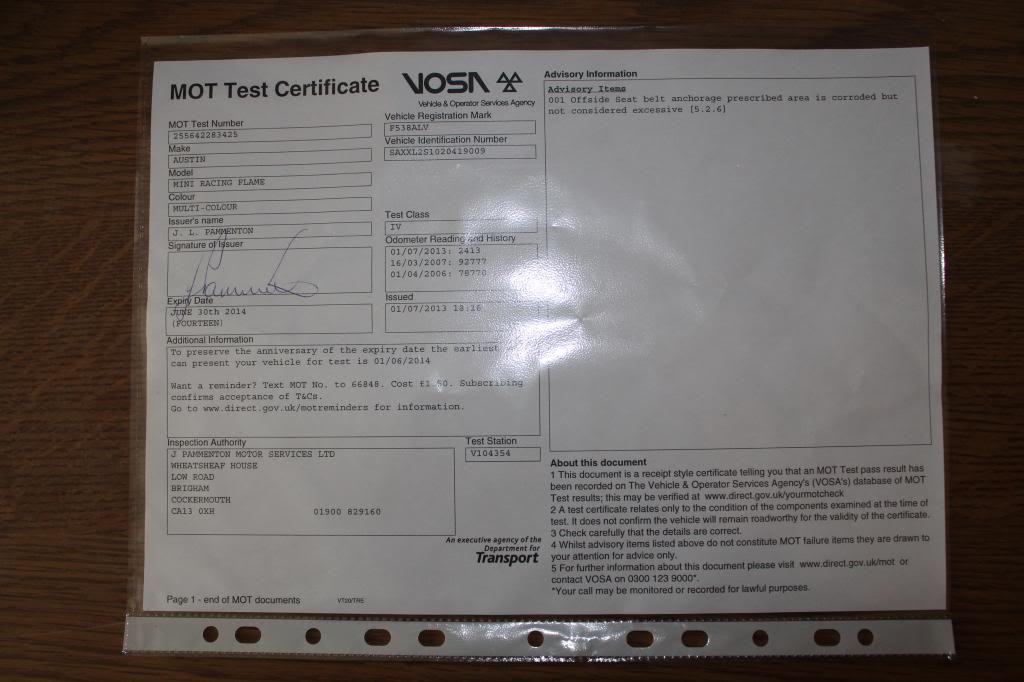 MOT Test Certificate
VOSA
Vehicle & Operator Services Agency
MOT Test Number
255642283425
Make
AUSTIN
Model
MINI RACING FLAME
Colour
MULTI-COLOUR
Issuer's name
J. L. PAMMENTON
Signature of Issuer
Expiry Date
JUNE 30th 2014
(FOURTEEN)
Vehicle Registration Mark
F538ALV
Vehicle Identification Number
SAXXL2S1020419009
Test Class
IV
Odometer Reading and History
01/07/2013: 2413
16/03/2007: 92777
01/04/2006: 78770
Issued
01/07/2013 18:16
Additional Information
To preserve the anniversary of the expiry date the earliest
can present your vehicle for test is 01/06/2014
Want a reminder? Text MOT No. to 66848. Cost £1.50. Subscribing
confirms acceptance of T&Cs.
Go to www.direct.gov.uk/motreminders for information.
Inspection Authority
J PAMMENTON MOTOR SERVICES LTD
WHEATSHEAF HOUSE
LOW ROAD
BRIGHAM
COCKERMOUTH
CA13 0XH 01900 829160
Test Station
V104354
An executive agency of the
Department for
Transport
Page 1 - end of MOT documents VT20/TRE
Advisory Information
Advisory Items
001 Offside Seat belt anchorage prescribed area is corroded but
not considered excessive [5.2.6]
About this document
1 This document is a receipt style certificate telling you that an MOT Test pass result has
been recorded on The Vehicle & Operator Services Agency's (VOSA's) database of MOT
Test results; this may be verified at www.direct.gov.uk/yourmotcheck
2 A test certificate relates only to the condition of the components examined at the time of
test. It does not confirm the vehicle will remain roadworthy for the validity of the certificate.
3 Check carefully that the details are correct.
4 Whilst advisory items listed above do not constitute MOT failure items they are drawn to
your attention for advice only.
5 For further information about this document please visit www.direct.gov.uk/mot or
contact VOSA on 0300 123 9000*.
*Your call may be monitored or recorded for lawful purposes.